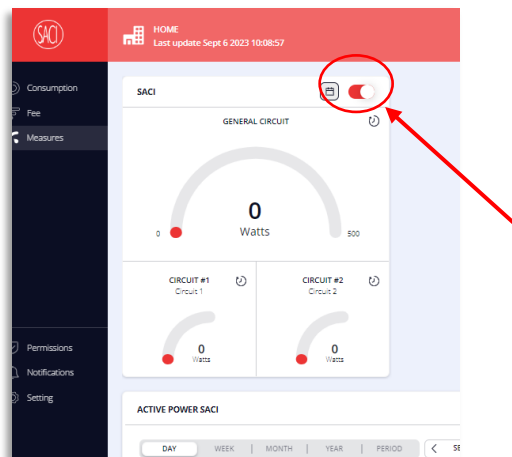 SACI
HOME
Last update Sept 6 2023 10:08:57
Consumption
Fee
Measures
SACI
GENERAL CIRCUIT
0
Watts
0
500
CIRCUIT #1
Circuit 1
0
Watts
CIRCUIT #2
Circuit 2
0
Watts
Permissions
Notifications
Setting
ACTIVE POWER SACI
DAY WEEK MONTH YEAR PERIOD SE